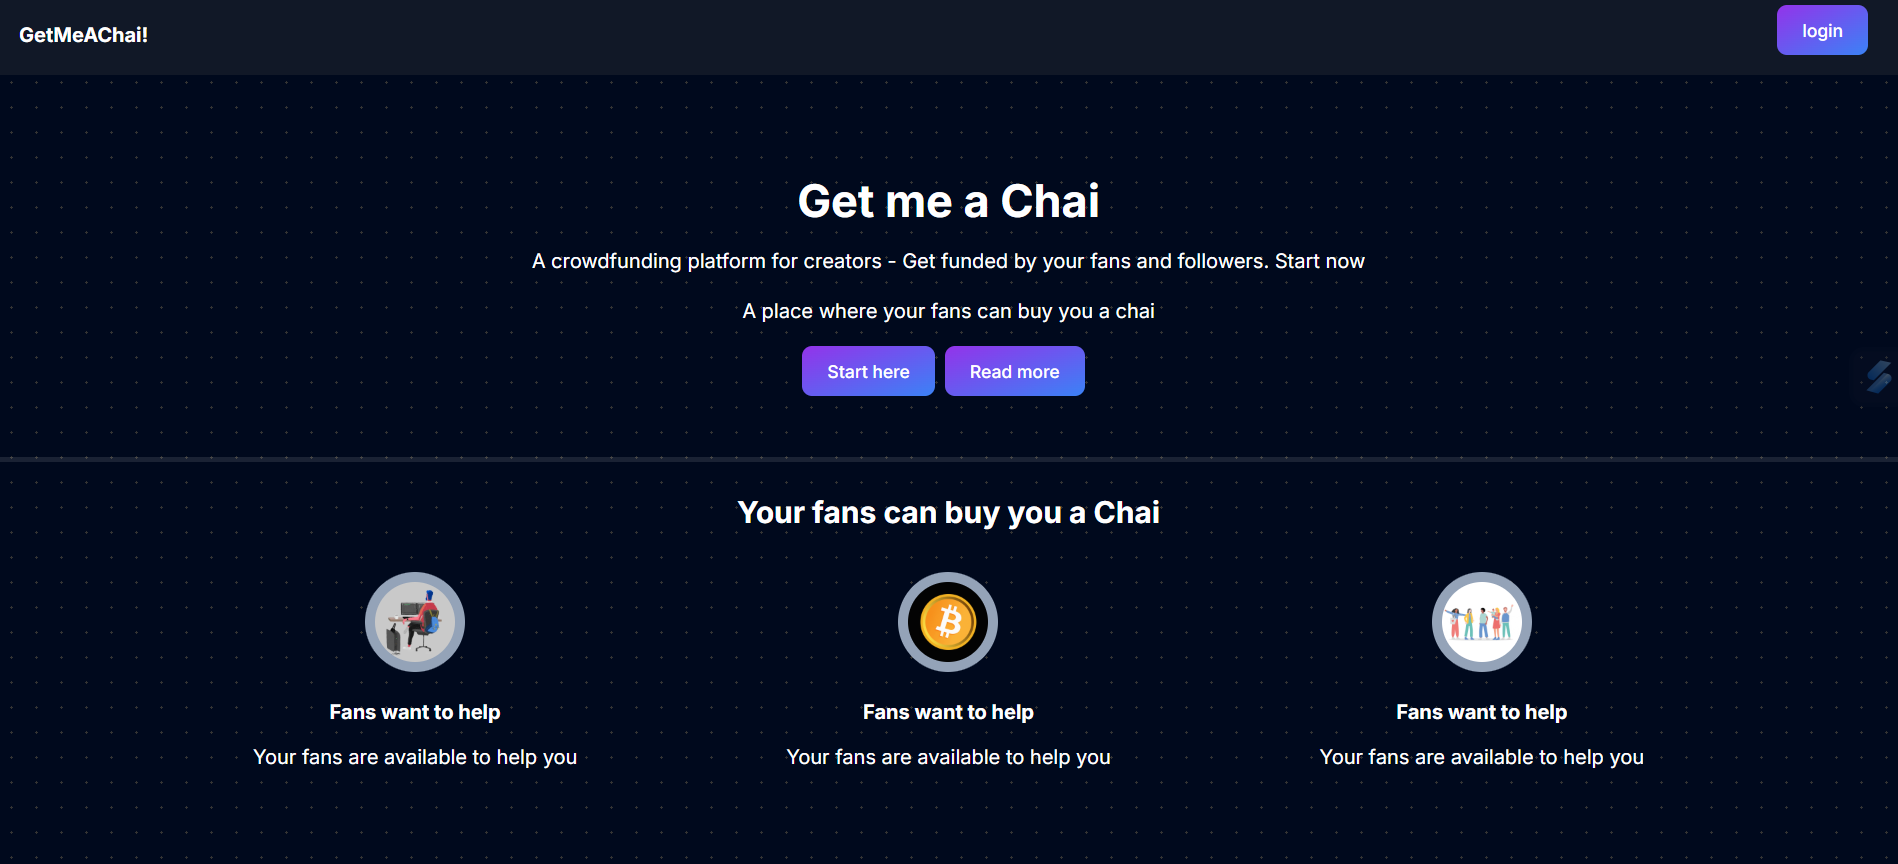 GetMeAChai!
login
Get me a Chai
A crowdfunding platform for creators - Get funded by your fans and followers. Start now
A place where your fans can buy you a chai
Start here
Read more
Your fans can buy you a Chai
Fans want to help
Your fans are available to help you
Fans want to help
Your fans are available to help you
Fans want to help
Your fans are available to help you